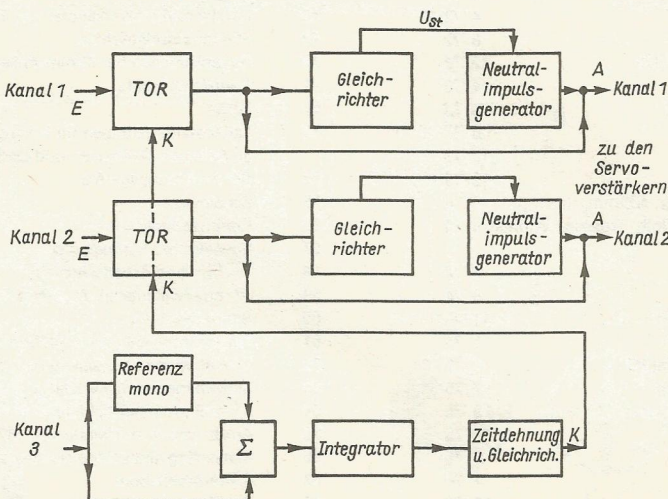 U_St
Kanal 1
E
TOR
K
Gleich-
richter
Neutral-
impuls-
generator
A
Kanal 1
zu den
Servo-
verstärkern
Kanal 2
E
TOR
K
Gleich-
richter
Neutral-
impuls-
generator
A
Kanal 2
Referenz
mono
Kanal
3
Σ
Integrator
Zeitdehnung
u. Gleichrich.
K